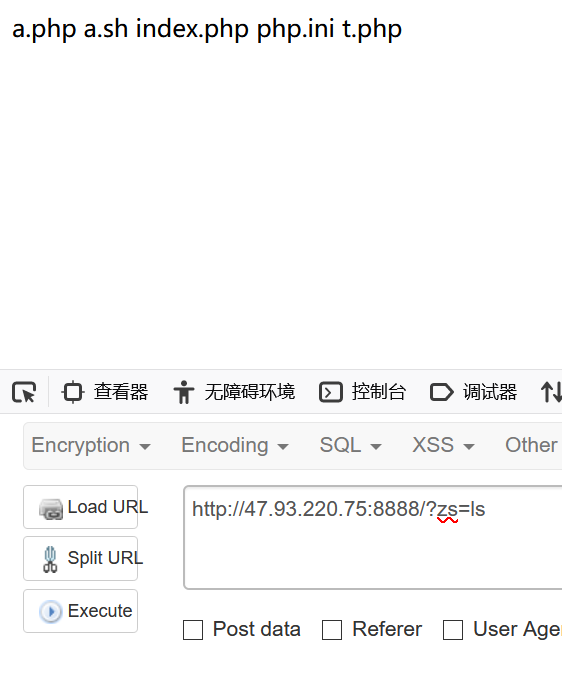 a.php a.sh index.php php.ini t.php
查看器 无障碍环境 控制台 调试器
Encryption Encoding SQL XSS Other
Load URL http://47.93.220.75:8888/?zs=ls
Split URL
Execute
Post data Referer User Age